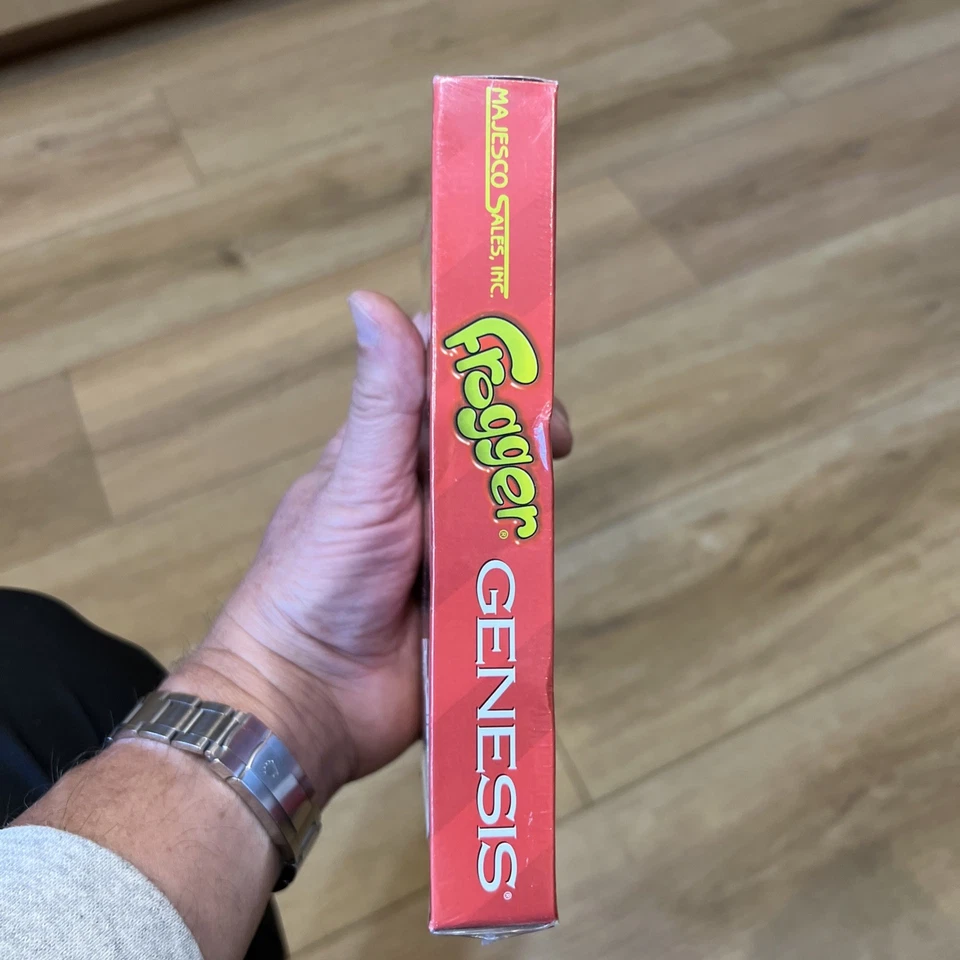 MAJESCO SALES, INC.
Frogger®
GENESIS®